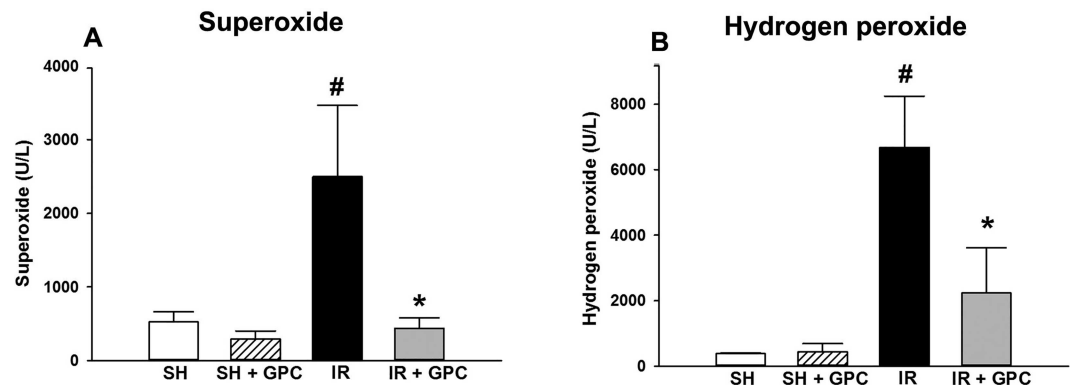 A
Superoxide
Superoxide (U/L)
4000
3000
2000
1000
0
#
*
SH
SH + GPC
IR
IR + GPC
B
Hydrogen peroxide
Hydrogen peroxide (U/L)
8000
6000
4000
2000
0
#
*
SH
SH + GPC
IR
IR + GPC